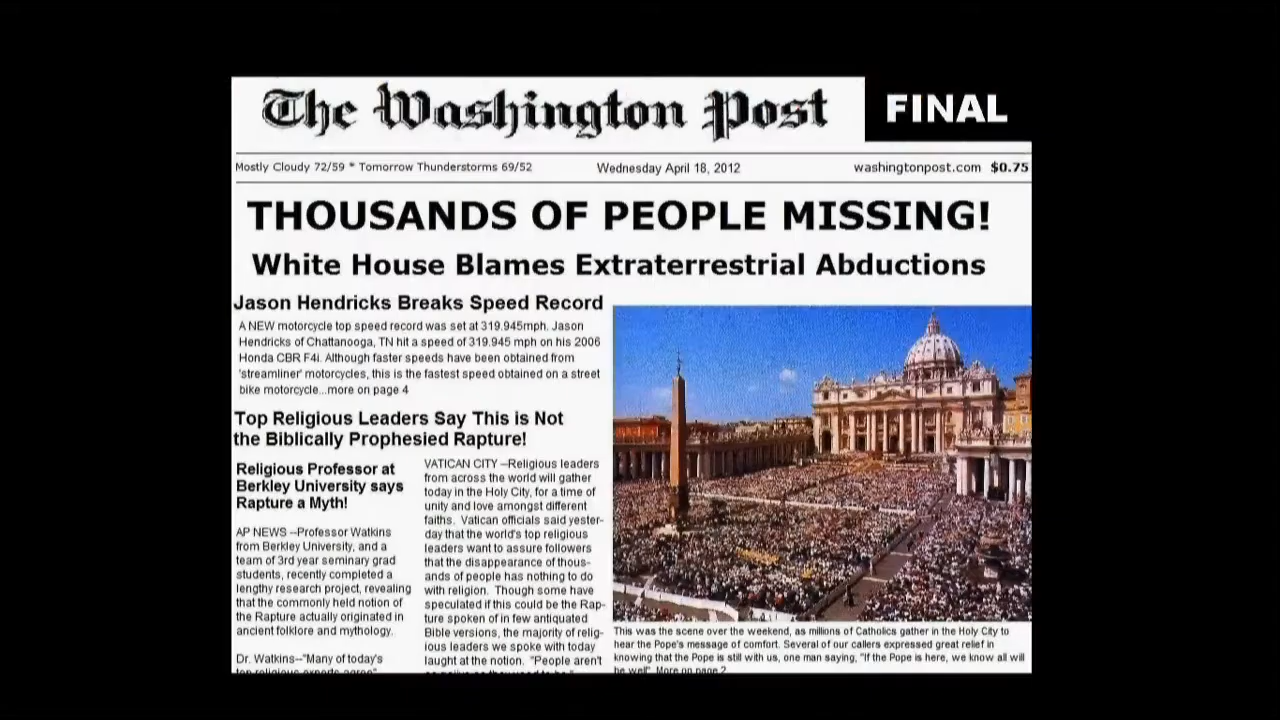 The Washington Post
FINAL
Mostly Cloudy 72/59 * Tomorrow Thunderstorms 69/52
Wednesday April 18, 2012
washingtonpost.com $0.75
THOUSANDS OF PEOPLE MISSING!
White House Blames Extraterrestrial Abductions
Jason Hendricks Breaks Speed Record
A NEW motorcycle top speed record was set at 319.945mph. Jason
Hendricks of Chattanooga, TN hit a speed of 319.945 mph on his 2006
Honda CBR F4i. Although faster speeds have been obtained from
'streamliner' motorcycles, this is the fastest speed obtained on a street
bike motorcycle...more on page 4
Top Religious Leaders Say This is Not
the Biblically Prophesied Rapture!
Religious Professor at
Berkley University says
Rapture a Myth!
AP NEWS --Professor Watkins
from Berkley University, and a
team of 3rd year seminary grad
students, recently completed a
lengthy research project, revealing
that the commonly held notion of
the Rapture actually originated in
ancient folklore and mythology.
Dr. Watkins--"Many of today's
top religious experts agree"
VATICAN CITY --Religious leaders
from across the world will gather
today in the Holy City, for a time of
unity and love amongst different
faiths. Vatican officials said yester-
day that the world's top religious
leaders want to assure followers
that the disappearance of thous-
ands of people has nothing to do
with religion. Though some have
speculated if this could be the Rap-
ture spoken of in few antiquated
Bible versions, the majority of relig-
ious leaders we spoke with today
laught at the notion. "People aren't
This was the scene over the weekend, as millions of Catholics gather in the Holy City to
hear the Pope's message of comfort. Several of our callers expressed great relief in
knowing that the Pope is still with us, one man saying, "If the Pope is here, we know all will
be well". More on page 2